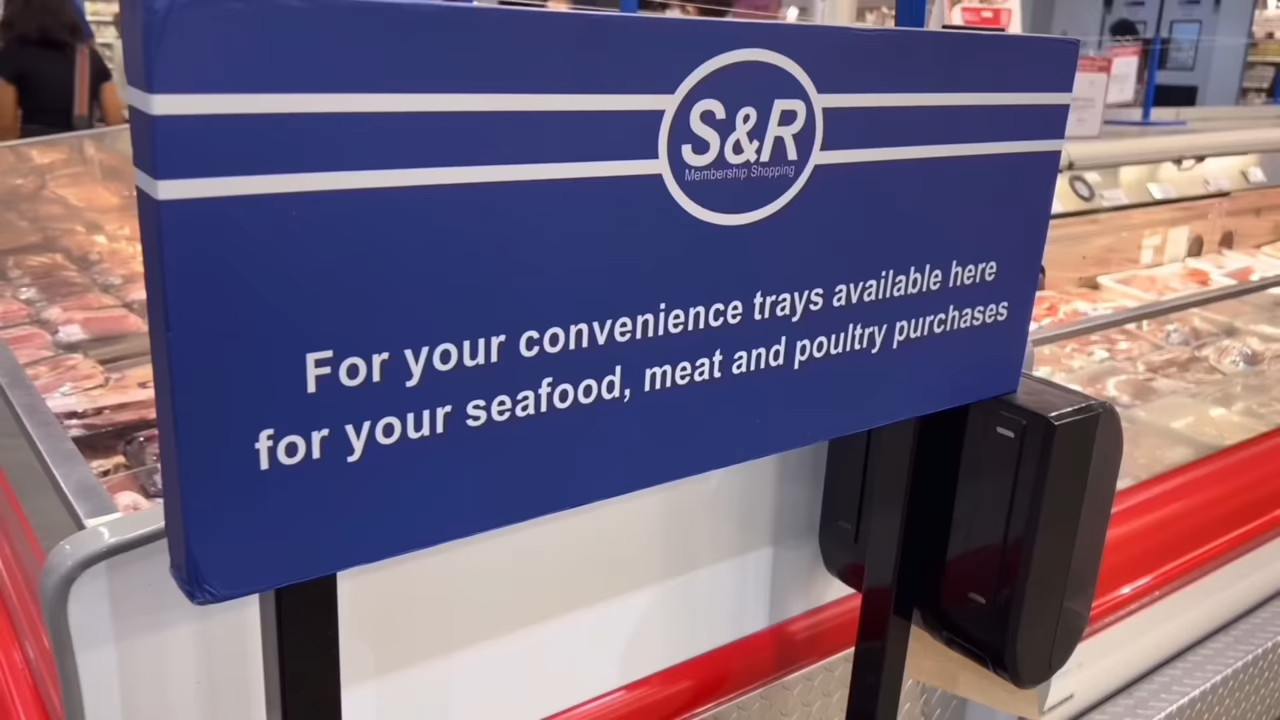 S&R
Membership Shopping
For your convenience trays available here
for your seafood, meat and poultry purchases